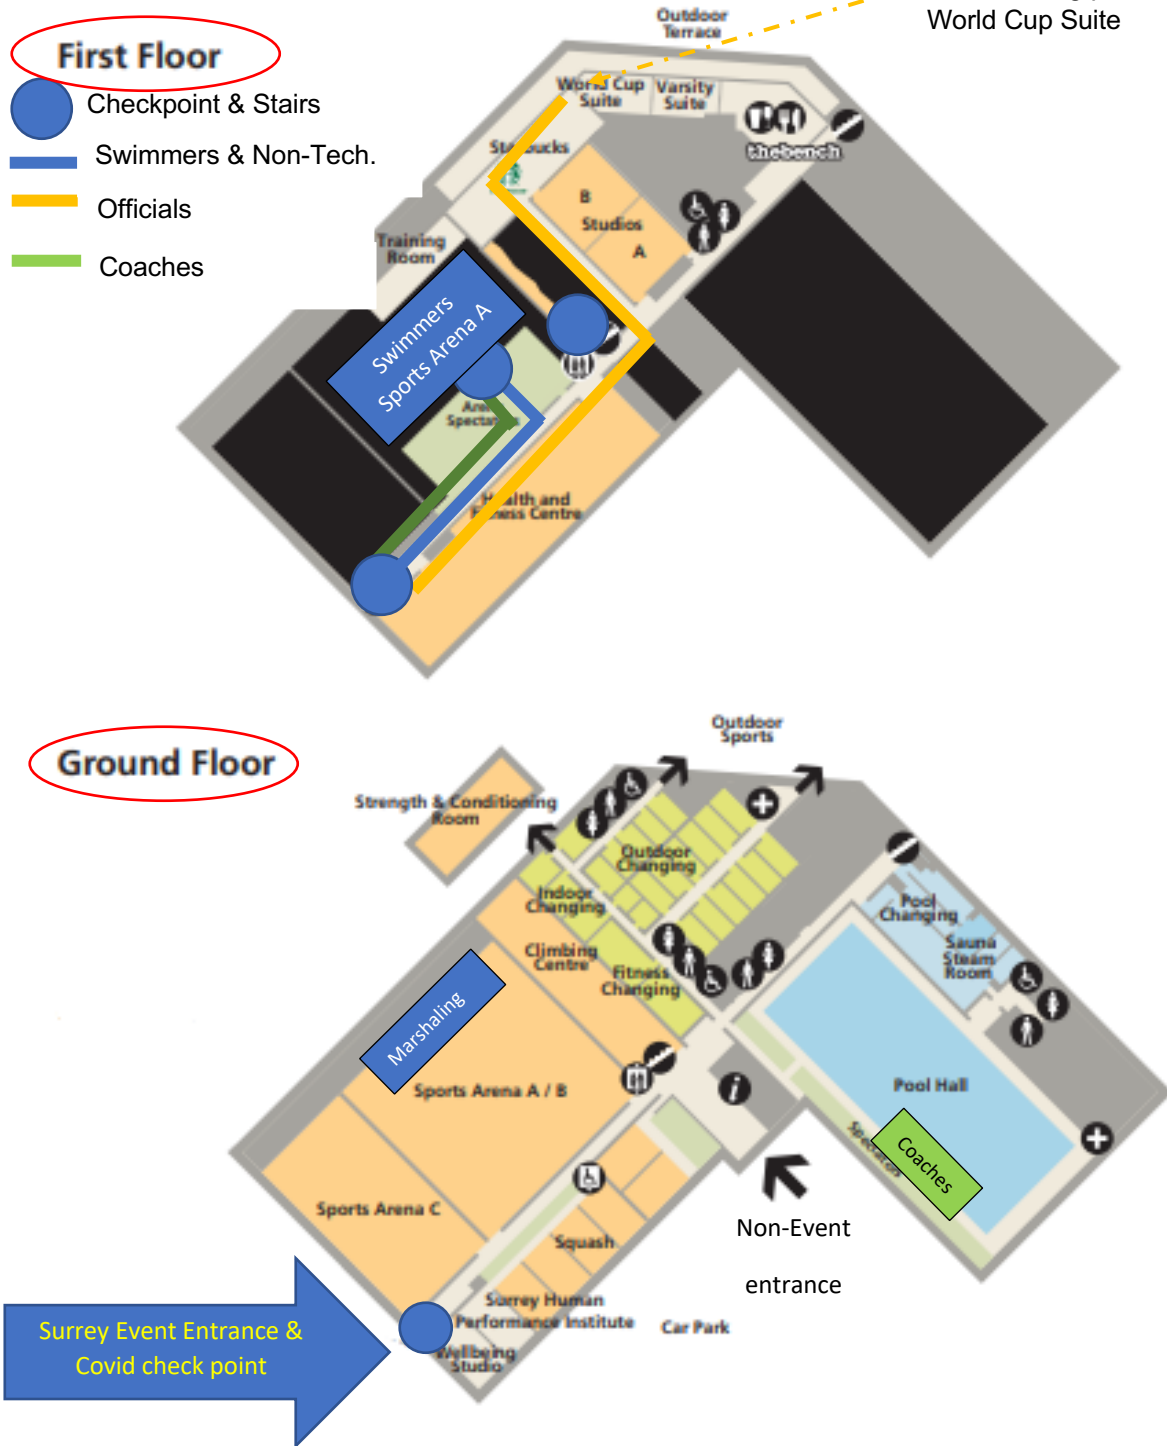 World Cup Suite
Outdoor
Terrace
First Floor
Checkpoint & Stairs
Swimmers & Non-Tech.
Officials
Coaches
World Cup
Suite
Varsity
Suite
thebench
Starbucks
B
Studios
A
Training
Room
Swimmers
Sports Arena A
Health and
Fitness Centre
Ground Floor
Outdoor
Sports
Strength & Conditioning
Room
Outdoor
Changing
Indoor
Changing
Climbing
Centre
Fitness
Changing
Pool
Changing
Sauna
Steam
Room
Marshaling
Sports Arena A / B
i
Pool Hall
Coaches
Sports Arena C
Squash
Non-Event
entrance
Surrey Human
Performance Institute
Car Park
Wellbeing
Studio
Surrey Event Entrance &
Covid check point